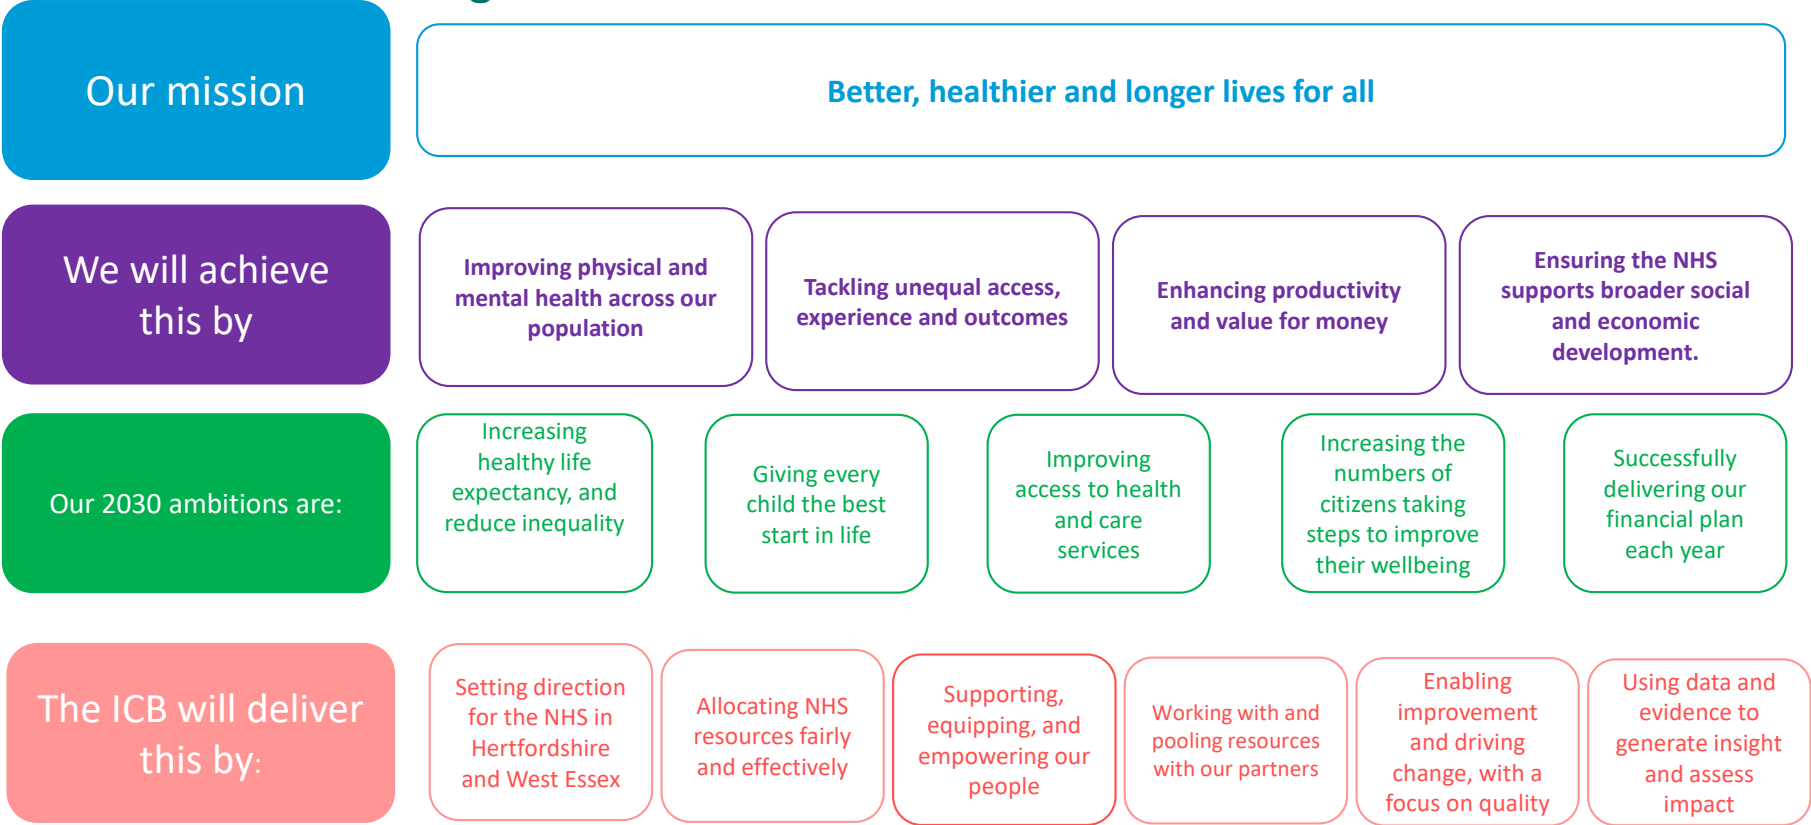 Our mission
Better, healthier and longer lives for all
We will achieve
this by
Improving physical and
mental health across our
population
Tackling unequal access,
experience and outcomes
Enhancing productivity
and value for money
Ensuring the NHS
supports broader social
and economic
development.
Our 2030 ambitions are:
Increasing
healthy life
expectancy, and
reduce inequality
Giving every
child the best
start in life
Improving
access to health
and care
services
Increasing the
numbers of
citizens taking
steps to improve
their wellbeing
Successfully
delivering our
financial plan
each year
The ICB will deliver
this by:
Setting direction
for the NHS in
Hertfordshire
and West Essex
Allocating NHS
resources fairly
and effectively
Supporting,
equipping, and
empowering our
people
Working with and
pooling resources
with our partners
Enabling
improvement
and driving
change, with a
focus on quality
Using data and
evidence to
generate insight
and assess
impact